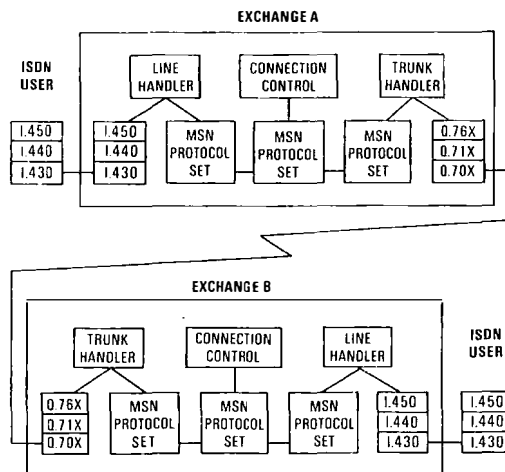 EXCHANGE A
ISDN
USER
LINE
HANDLER
CONNECTION
CONTROL
TRUNK
HANDLER
I.450
I.440
I.430
I.450
I.440
I.430
MSN
PROTOCOL
SET
MSN
PROTOCOL
SET
MSN
PROTOCOL
SET
Q.76X
Q.71X
Q.70X
EXCHANGE B
TRUNK
HANDLER
CONNECTION
CONTROL
LINE
HANDLER
ISDN
USER
Q.76X
Q.71X
Q.70X
MSN
PROTOCOL
SET
MSN
PROTOCOL
SET
MSN
PROTOCOL
SET
I.450
I.440
I.430
I.450
I.440
I.430